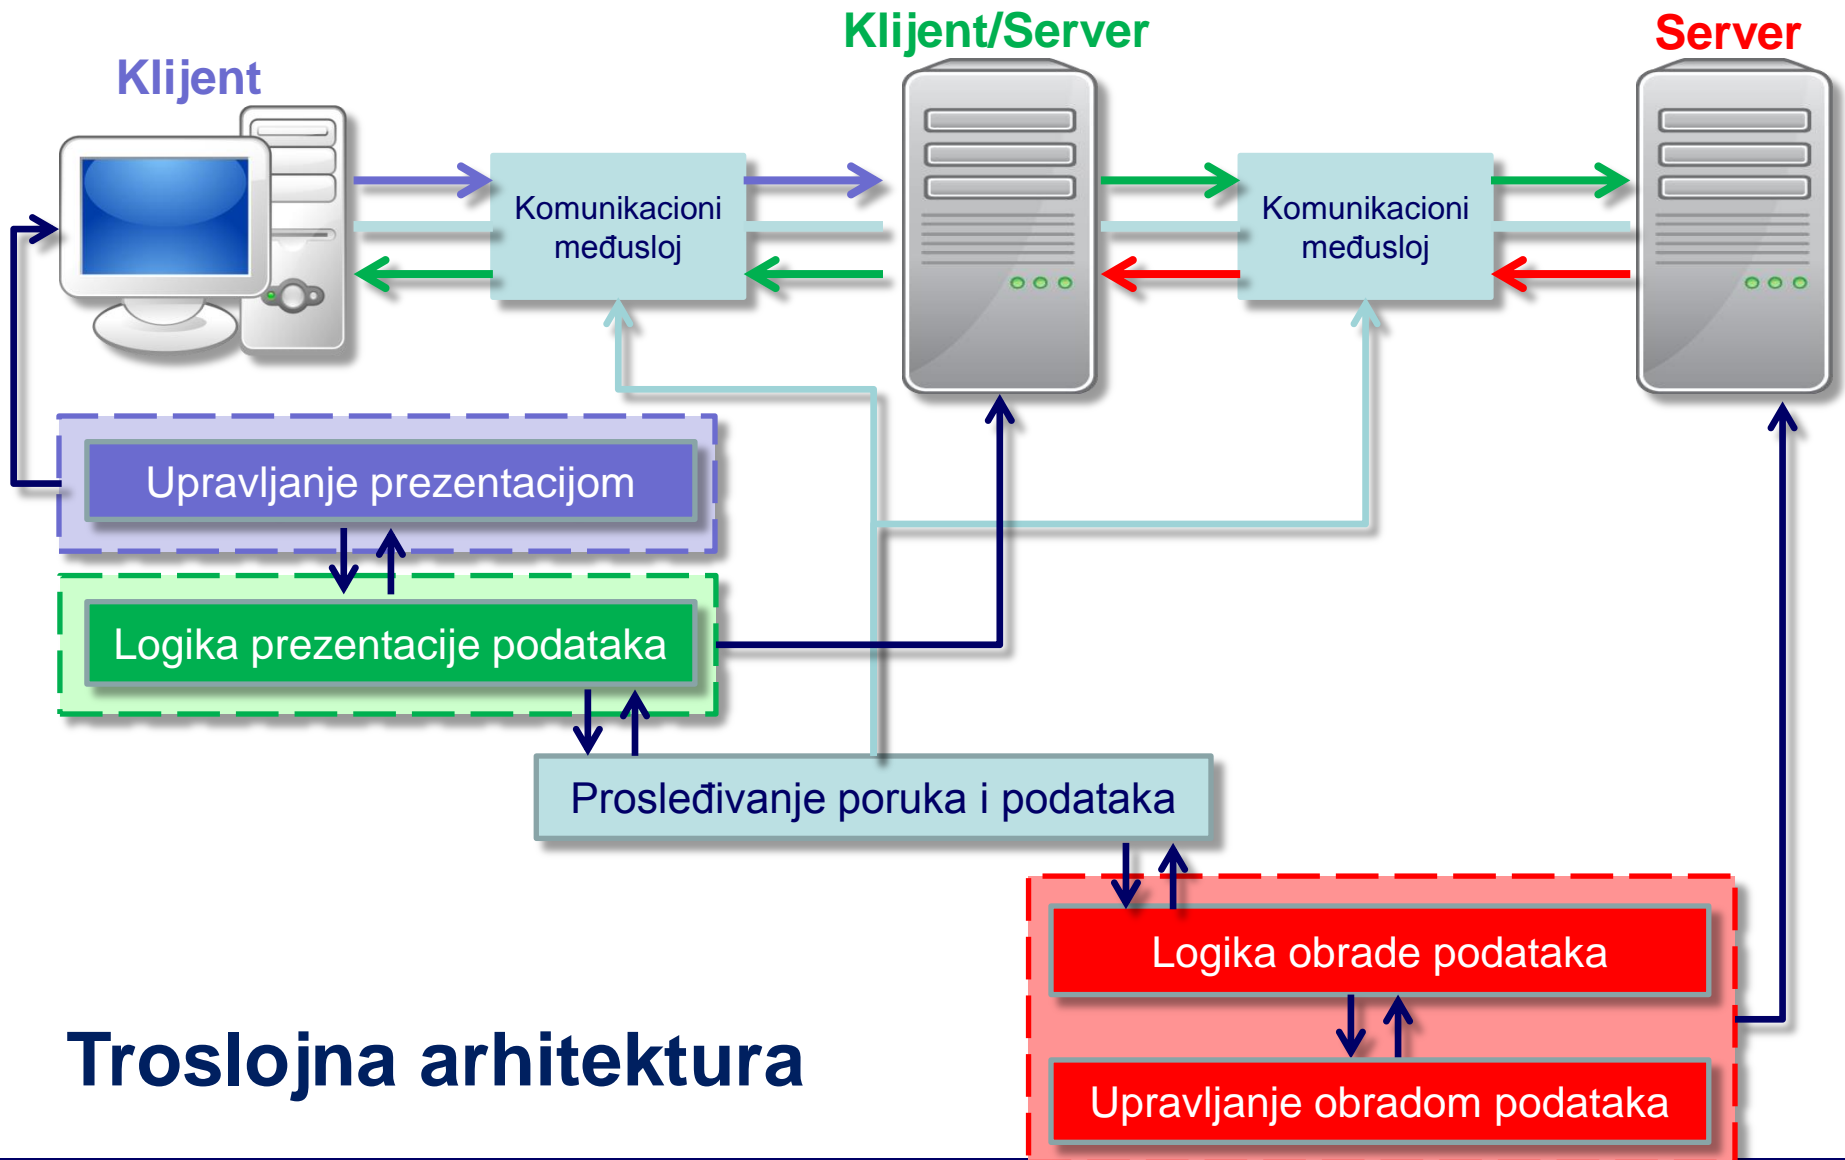 Klijent/Server
Server
Klijent
Komunikacioni
međusloj
Komunikacioni
međusloj
Upravljanje prezentacijom
Logika prezentacije podataka
Prosleđivanje poruka i podataka
Logika obrade podataka
Troslojna arhitektura
Upravljanje obradom podataka